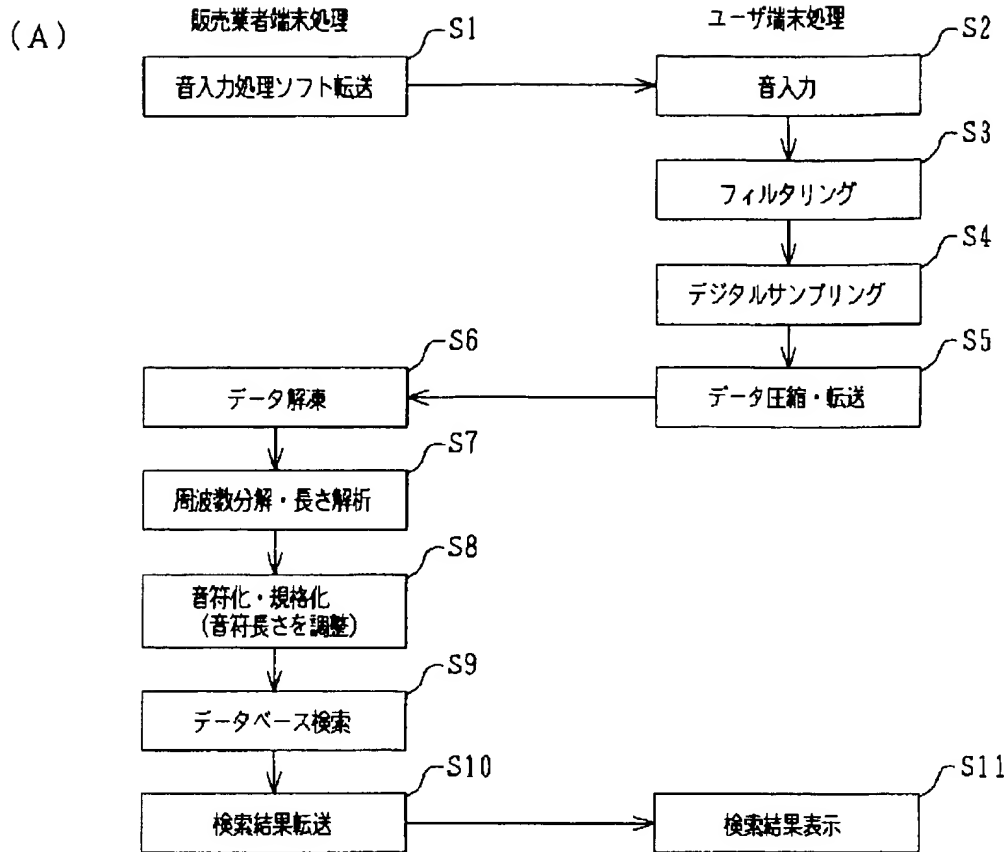 (A)
販売業者端末処理
ユーザ端末処理
S1
音入力処理ソフト転送
S2
音入力
S3
フィルタリング
S4
デジタルサンプリング
S5
データ圧縮・転送
S6
データ解凍
S7
周波数分解・長さ解析
S8
音符化・規格化
(音符長さを調整)
S9
データベース検索
S10
検索結果転送
S11
検索結果表示